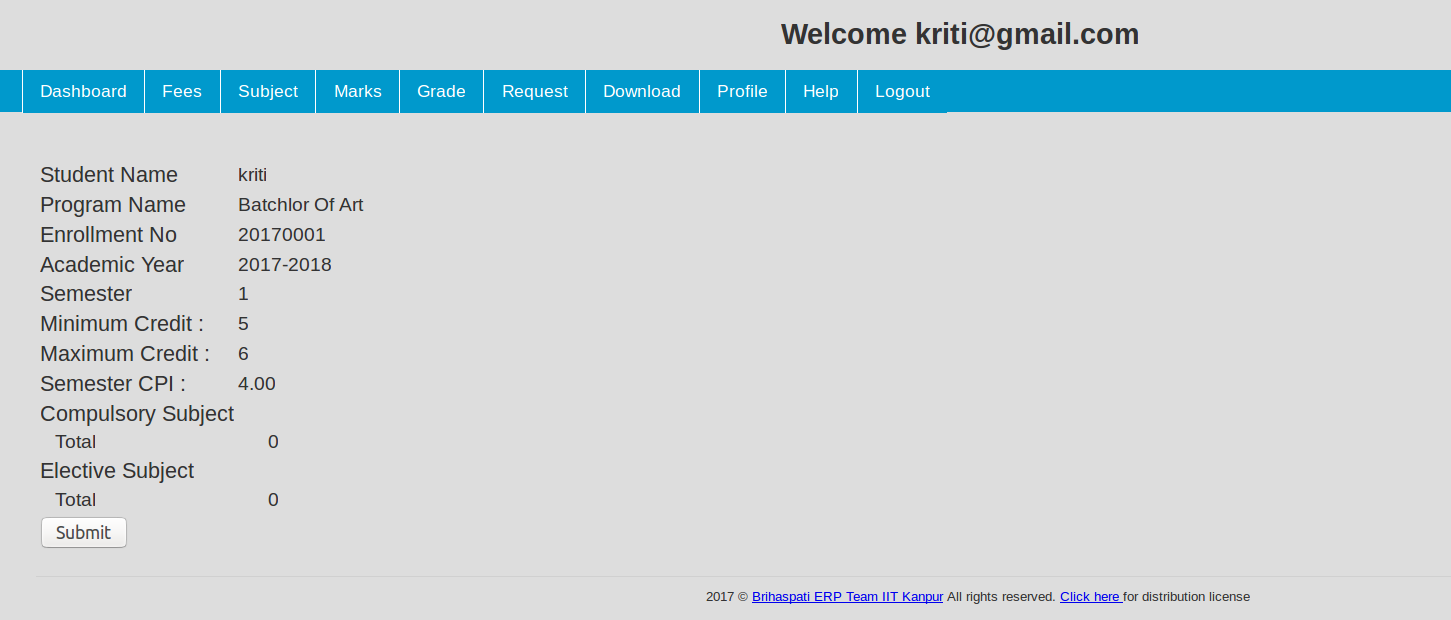 Welcome kriti@gmail.com
Dashboard Fees Subject Marks Grade Request Download Profile Help Logout
Student Name kriti
Program Name Batchlor Of Art
Enrollment No 20170001
Academic Year 2017-2018
Semester 1
Minimum Credit : 5
Maximum Credit : 6
Semester CPI : 4.00
Compulsory Subject
Total 0
Elective Subject
Total 0
Submit
2017 © Brihaspati ERP Team IIT Kanpur All rights reserved. Click here for distribution license